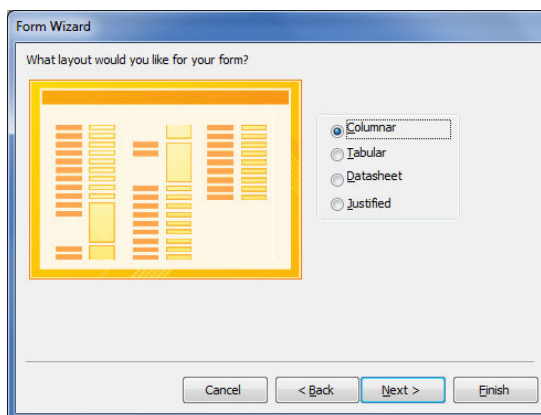 Form Wizard
What layout would you like for your form?
Columnar
Tabular
Datasheet
Justified
Cancel
< Back
Next >
Finish